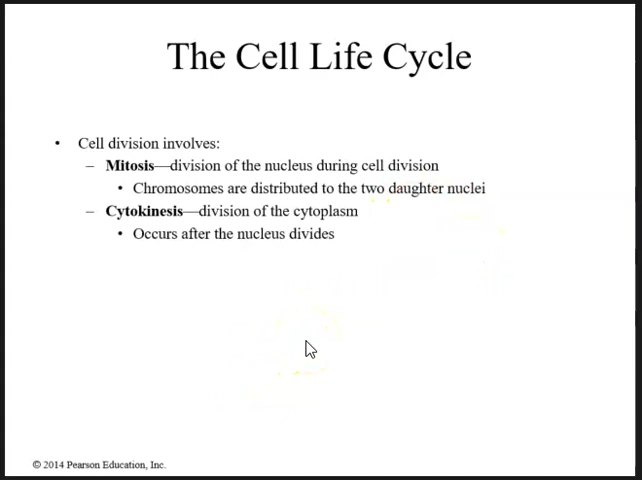 The Cell Life Cycle
• Cell division involves:
– Mitosis—division of the nucleus during cell division
• Chromosomes are distributed to the two daughter nuclei
– Cytokinesis—division of the cytoplasm
• Occurs after the nucleus divides
© 2014 Pearson Education, Inc.